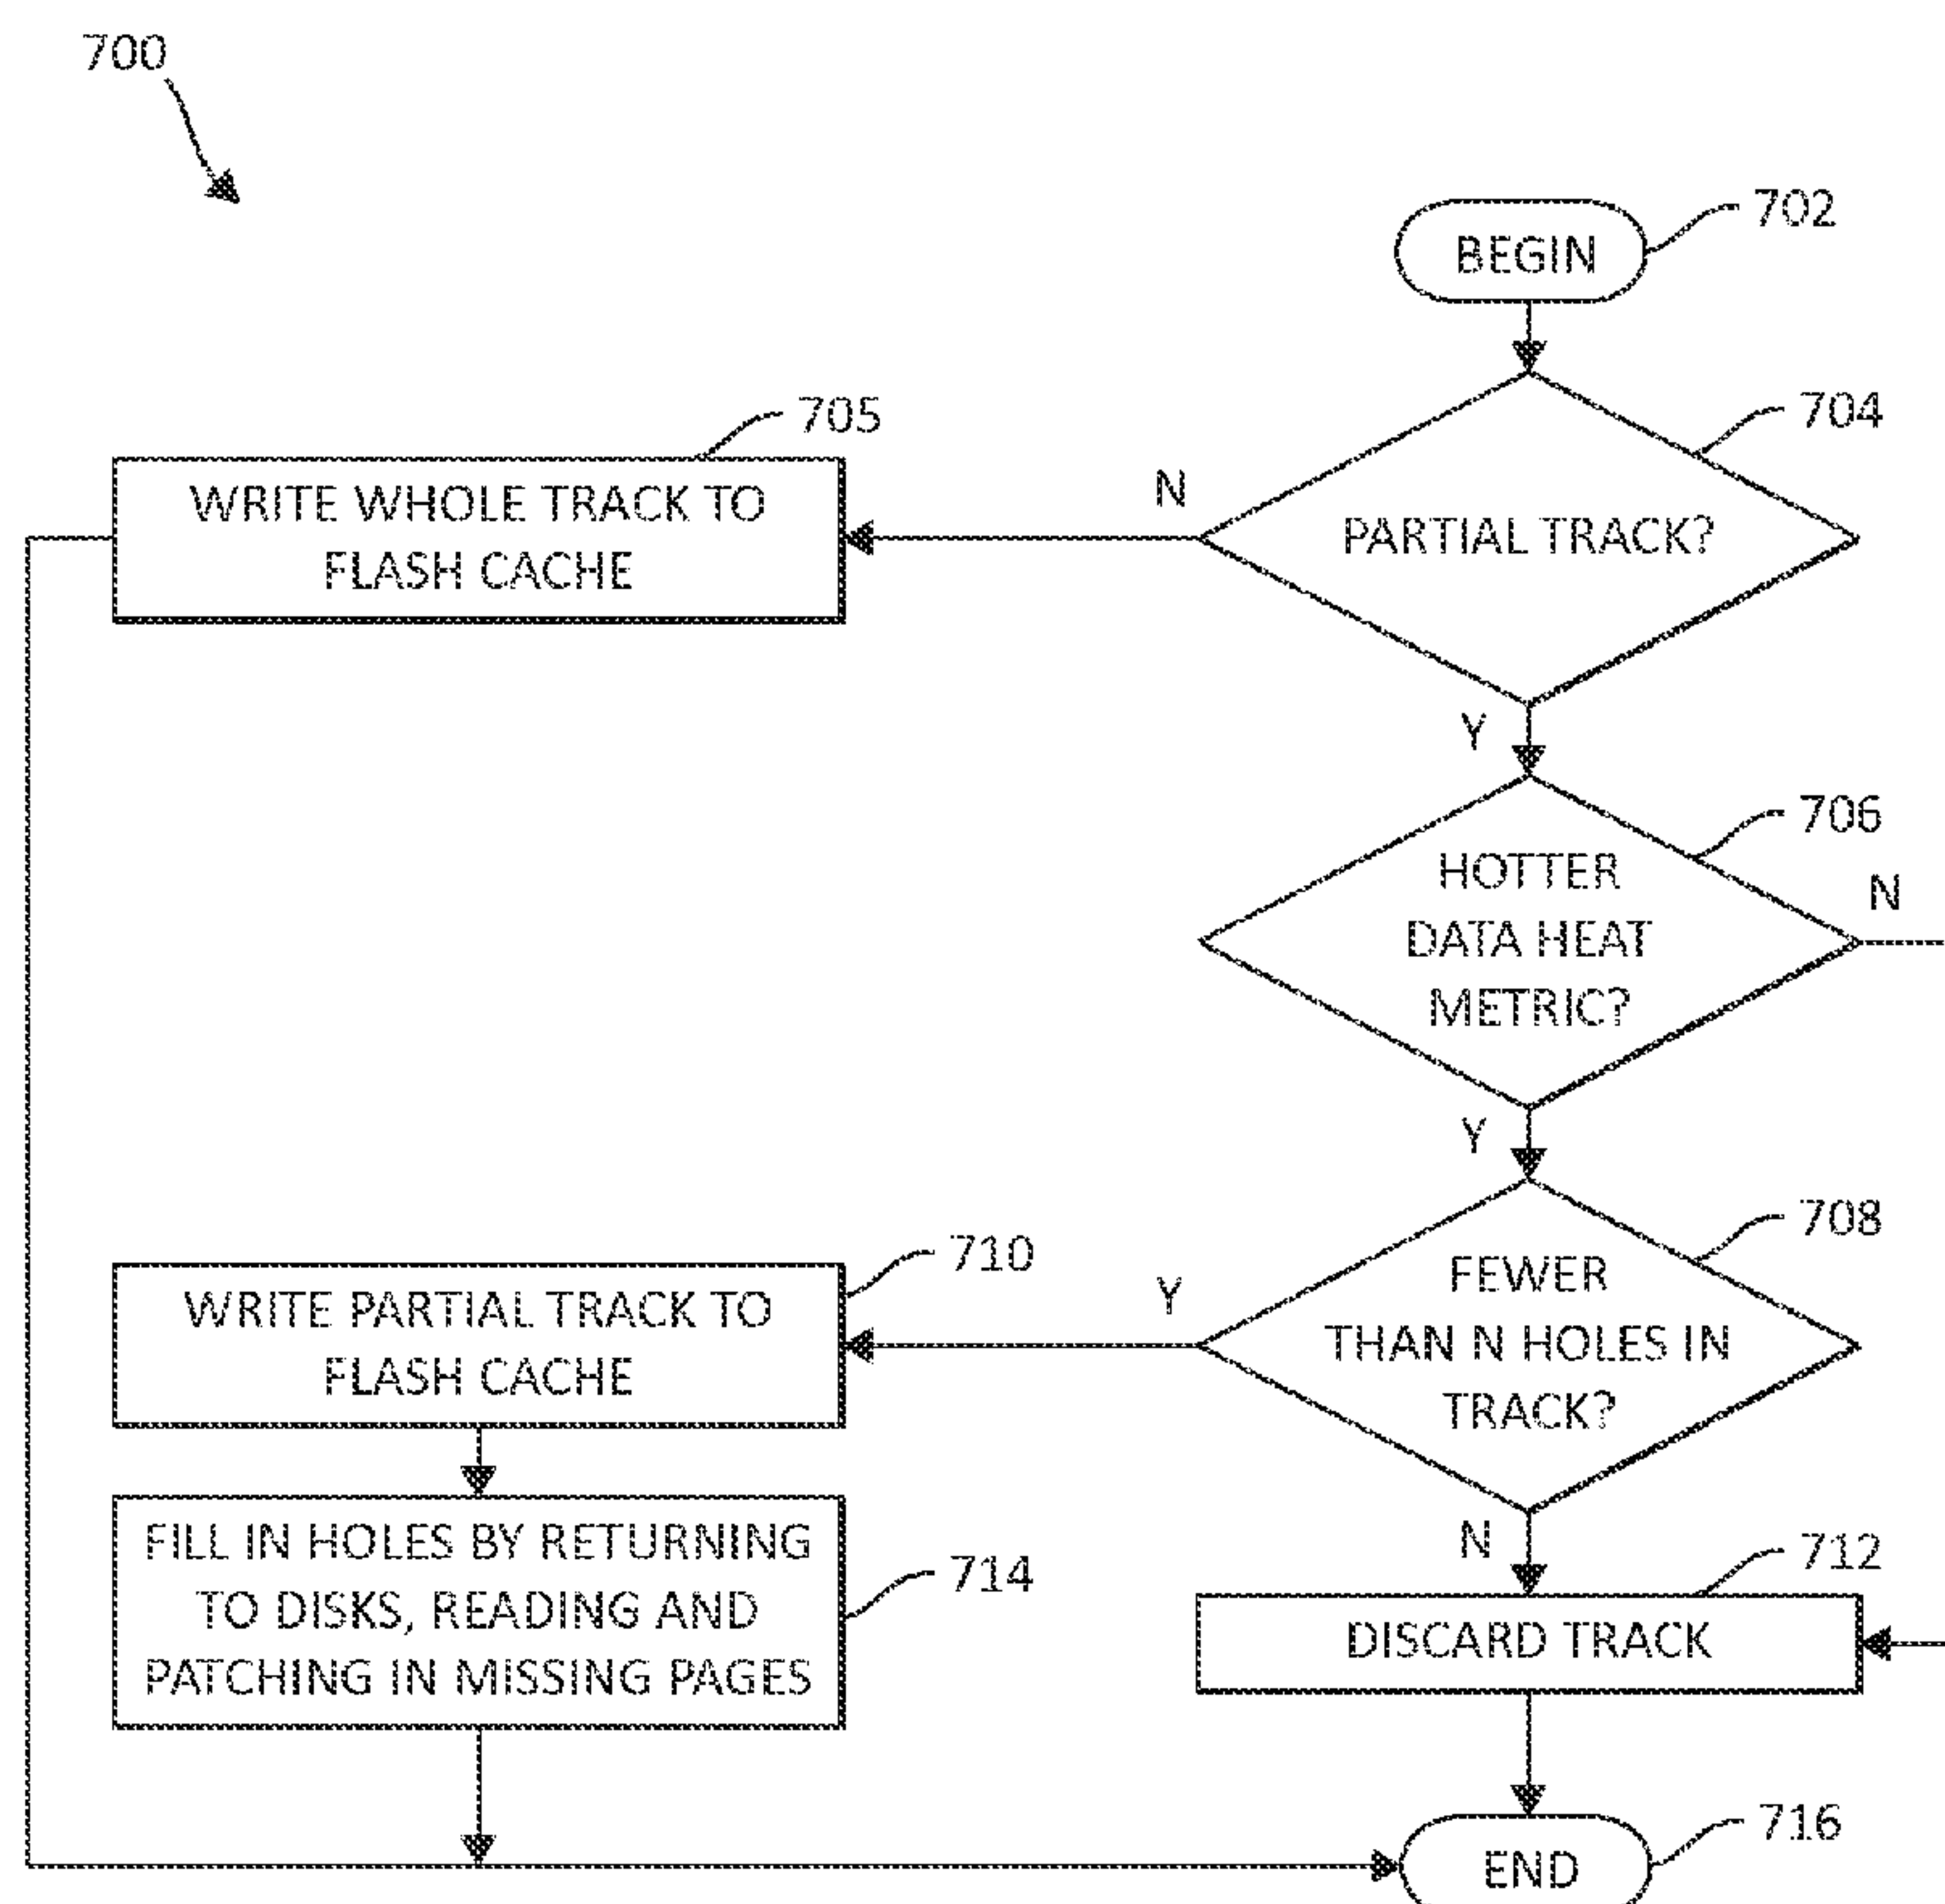 700
BEGIN
702
PARTIAL TRACK?
704
N
705
WRITE WHOLE TRACK TO
FLASH CACHE
Y
706
HOTTER
DATA HEAT
METRIC?
N
Y
708
FEWER
THAN N HOLES IN
TRACK?
Y
710
WRITE PARTIAL TRACK TO
FLASH CACHE
N
712
DISCARD TRACK
FILL IN HOLES BY RETURNING
TO DISKS, READING AND
PATCHING IN MISSING PAGES
714
716
END